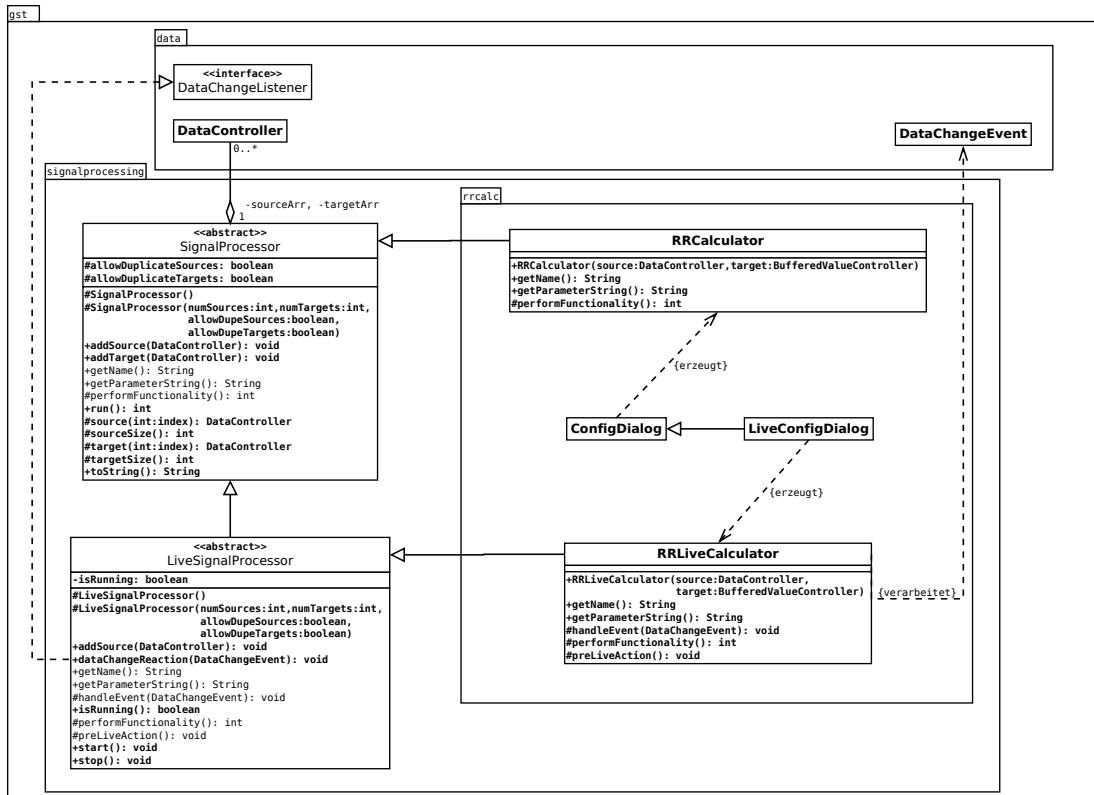 gst
data
<<interface>>
DataChangeListener
DataController
0..*
DataChangeEvent
signalprocessing
-sourceArr, -targetArr
1
<<abstract>>
SignalProcessor
#allowDuplicateSources: boolean
#allowDuplicateTargets: boolean
#SignalProcessor()
#SignalProcessor(numSources:int,numTargets:int,
allowDupeSources:boolean,
allowDupeTargets:boolean)
+addSource(DataController): void
+addTarget(DataController): void
+getName(): String
+getParameterString(): String
#performFunctionality(): int
+run(): int
#source(int:index): DataController
#sourceSize(): int
#target(int:index): DataController
#targetSize(): int
+toString(): String
<<abstract>>
LiveSignalProcessor
-isRunning: boolean
#LiveSignalProcessor()
#LiveSignalProcessor(numSources:int,numTargets:int,
allowDupeSources:boolean,
allowDupeTargets:boolean)
+addSource(DataController): void
+dataChangeReaction(DataChangeEvent): void
+getName(): String
+getParameterString(): String
#handleEvent(DataChangeEvent): void
+isRunning(): boolean
#performFunctionality(): int
#preLiveAction(): void
+start(): void
+stop(): void
rrcalc
RRCalculator
+RRCalculator(source:DataController,target:BufferedValueController)
+getName(): String
+getParameterString(): String
#performFunctionality(): int
{erzeugt}
ConfigDialog
LiveConfigDialog
{erzeugt}
RRLiveCalculator
+RRLiveCalculator(source:DataController,
target:BufferedValueController)
+getName(): String
+getParameterString(): String
#handleEvent(DataChangeEvent): void
#performFunctionality(): int
#preLiveAction(): void
{verarbeitet}